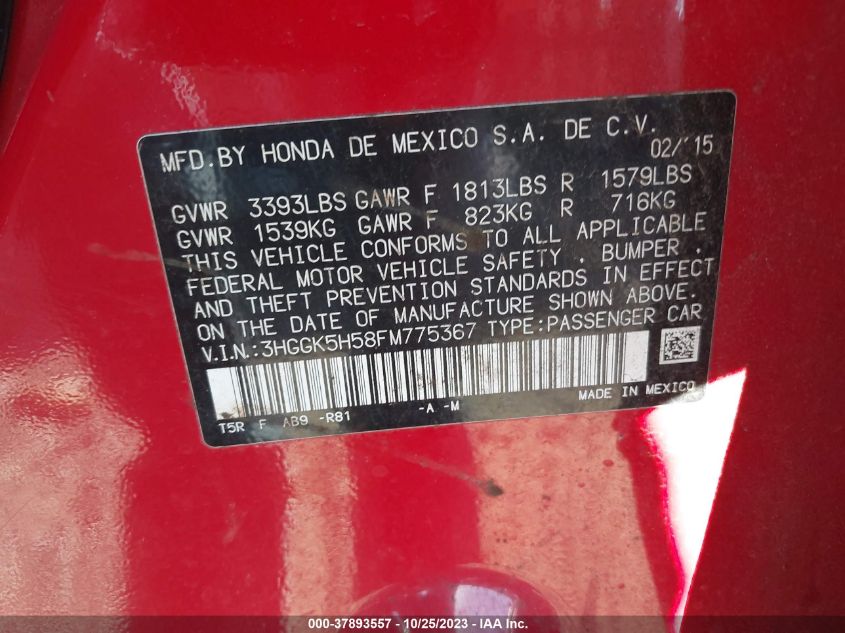 MFD.BY HONDA DE MEXICO S.A. DE C.V.
02/'15
GVWR 3393LBS GAWR F 1813LBS R 1579LBS
GVWR 1539KG GAWR F 823KG R 716KG
THIS VEHICLE CONFORMS TO ALL APPLICABLE
FEDERAL MOTOR VEHICLE SAFETY , BUMPER ,
AND THEFT PREVENTION STANDARDS IN EFFECT
ON THE DATE OF MANUFACTURE SHOWN ABOVE.
V.I.N.:3HGGK5H58FM775367 TYPE:PASSENGER CAR
T5R F AB9 -R81 -A -M MADE IN MEXICO
000-37893557 - 10/25/2023 - IAA Inc.